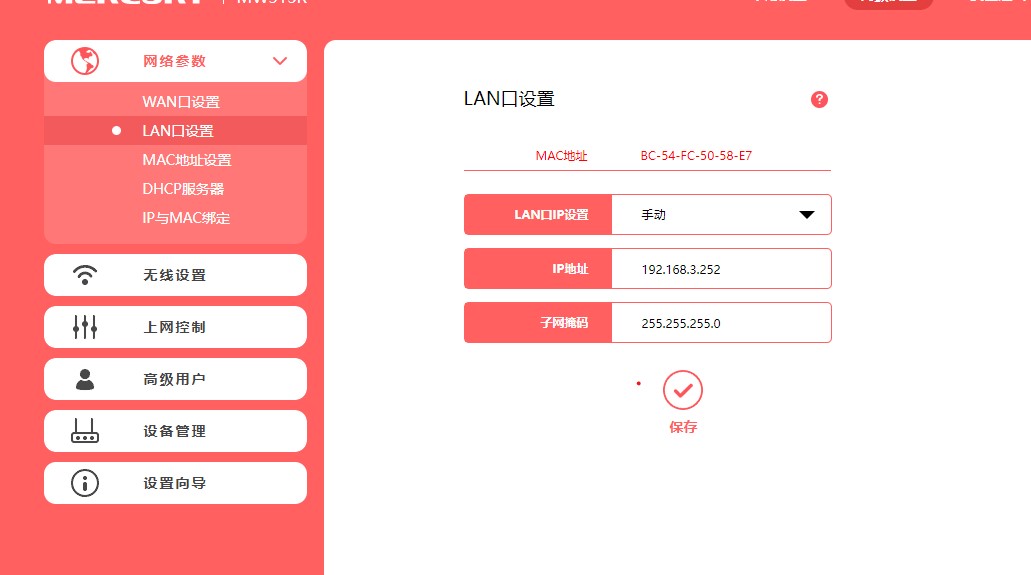 网络参数
WAN口设置
LAN口设置
MAC地址设置
DHCP服务器
IP与MAC绑定
无线设置
上网控制
高级用户
设备管理
设置向导
LAN口设置
?
MAC地址 BC-54-FC-50-58-E7
LAN口IP设置 手动
IP地址 192.168.3.252
子网掩码 255.255.255.0
保存